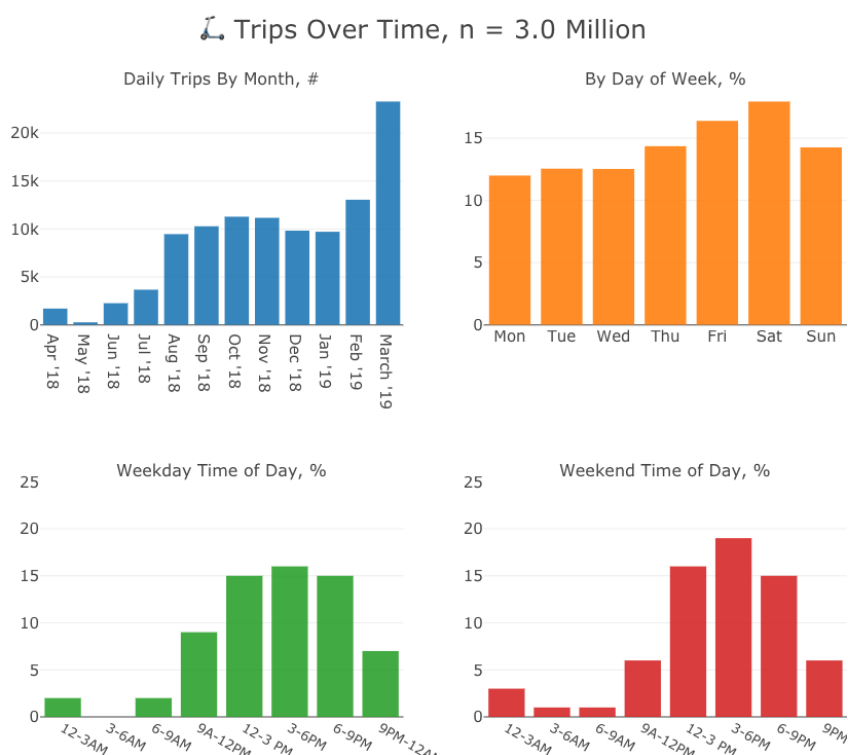 🛴 Trips Over Time, n = 3.0 Million
Daily Trips By Month, #
20k
15k
10k
5k
0
Apr '18
May '18
Jun '18
Jul '18
Aug '18
Sep '18
Oct '18
Nov '18
Dec '18
Jan '19
Feb '19
March '19
By Day of Week, %
15
10
5
0
Mon Tue Wed Thu Fri Sat Sun
Weekday Time of Day, %
25
20
15
10
5
0
12-3AM
3-6AM
6-9AM
9A-12PM
12-3 PM
3-6PM
6-9PM
9PM-12AM
Weekend Time of Day, %
25
20
15
10
5
0
12-3AM
3-6AM
6-9AM
9A-12PM
12-3 PM
3-6PM
6-9PM
9PM